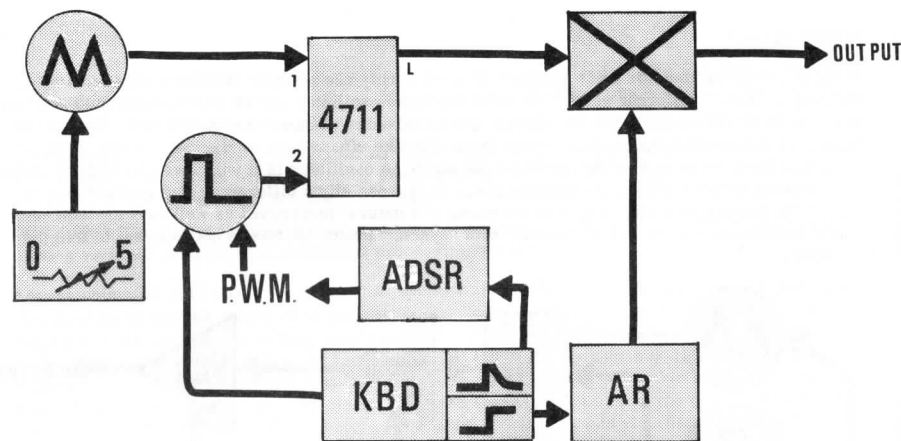 OUTPUT
1
L
4711
2
0 5
P.W.M.
ADSR
KBD
AR